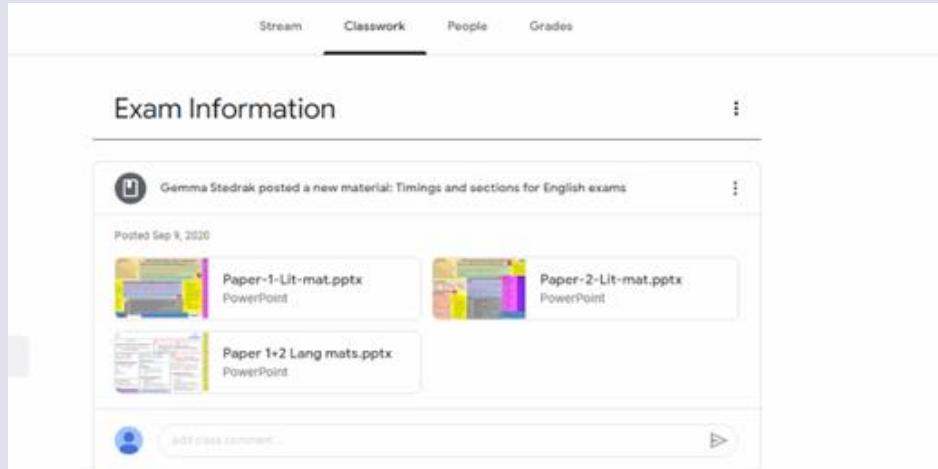 Stream Classwork People Grades
Exam Information
Gemma Stedrak posted a new material: Timings and sections for English exams
Posted Sep 9, 2020
Paper-1-Lit-mat.pptx
PowerPoint
Paper-2-Lit-mat.pptx
PowerPoint
Paper 1+2 Lang mats.pptx
PowerPoint
add class comment...